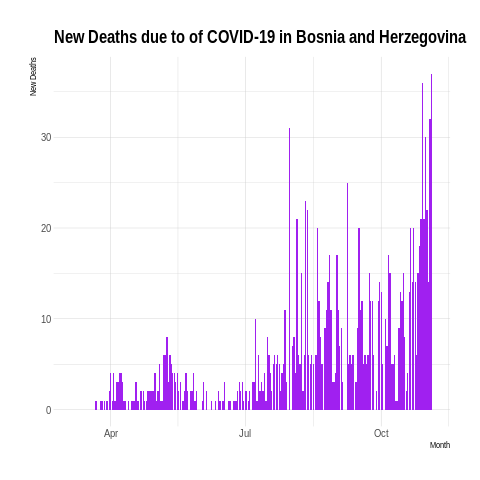 New Deaths due to of COVID-19 in Bosnia and Herzegovina
New Deaths
30
20
10
0
Apr Jul Oct
Month